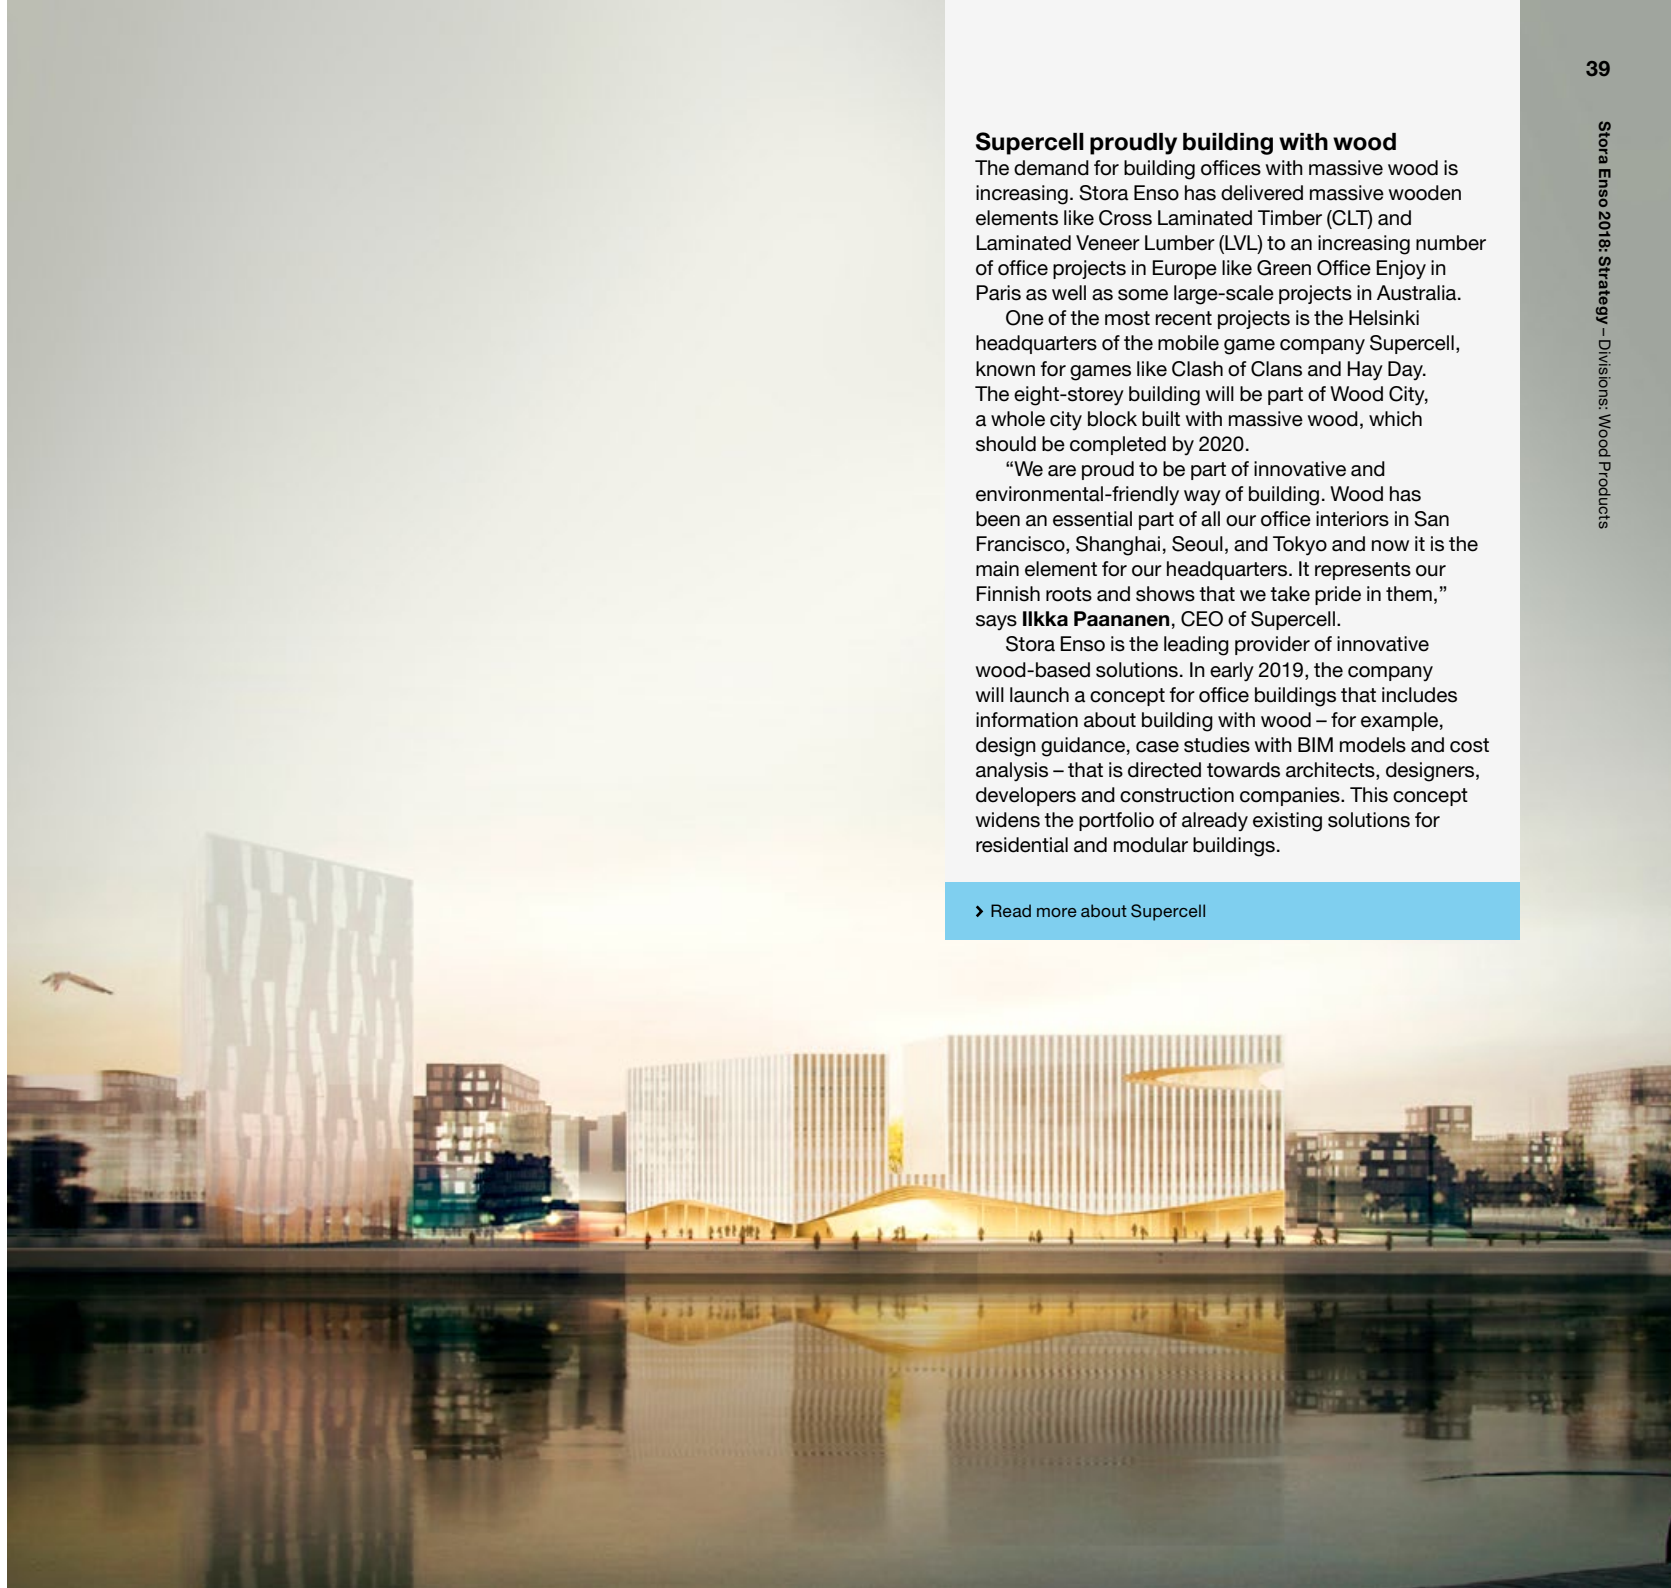 39
Stora Enso 2018: Strategy – Divisions: Wood Products
Supercell proudly building with wood
The demand for building offices with massive wood is
increasing. Stora Enso has delivered massive wooden
elements like Cross Laminated Timber (CLT) and
Laminated Veneer Lumber (LVL) to an increasing number
of office projects in Europe like Green Office Enjoy in
Paris as well as some large-scale projects in Australia.
One of the most recent projects is the Helsinki
headquarters of the mobile game company Supercell,
known for games like Clash of Clans and Hay Day.
The eight-storey building will be part of Wood City,
a whole city block built with massive wood, which
should be completed by 2020.
“We are proud to be part of innovative and
environmental-friendly way of building. Wood has
been an essential part of all our office interiors in San
Francisco, Shanghai, Seoul, and Tokyo and now it is the
main element for our headquarters. It represents our
Finnish roots and shows that we take pride in them,”
says Ilkka Paananen, CEO of Supercell.
Stora Enso is the leading provider of innovative
wood-based solutions. In early 2019, the company
will launch a concept for office buildings that includes
information about building with wood – for example,
design guidance, case studies with BIM models and cost
analysis – that is directed towards architects, designers,
developers and construction companies. This concept
widens the portfolio of already existing solutions for
residential and modular buildings.
› Read more about Supercell